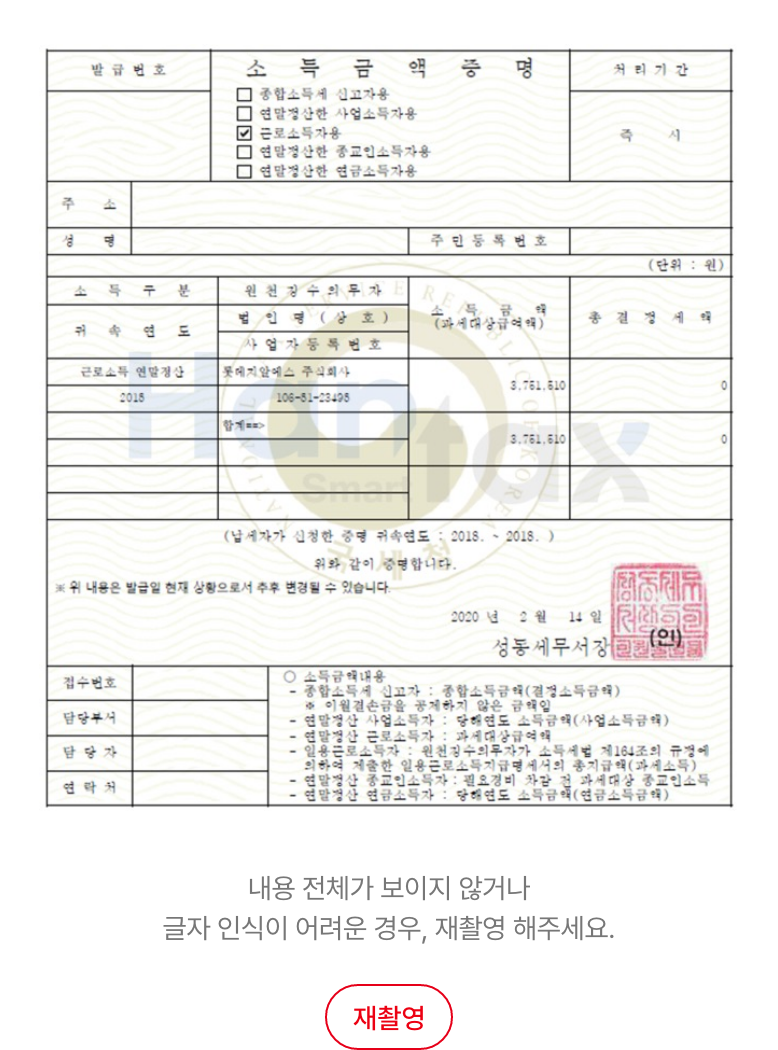 발 급 번 호
소 득 금 액 증 명
처 리 기 간
종합소득세 신고자용
연말정산한 사업소득자용
근로소득자용
연말정산한 종교인소득자용
연말정산한 연금소득자용
즉 시
주 소
성 명
주 민 등 록 번 호
(단위 : 원)
소 득 구 분
원 천 징 수 의 무 자
소 득 금 액
(과세대상급여액)
총 결 정 세 액
귀 속 연 도
법 인 명 ( 상 호 )
사 업 자 등 록 번 호
근로소득 연말정산
롯데지알에스 주식회사
3,751,510
0
2018
106-81-23498
합계==>
3,751,510
0
Hantax
Smart
(납세자가 신청한 증명 귀속연도 : 2018. ~ 2018. )
국세청
위와 같이 증명합니다.
※ 위 내용은 발급일 현재 상황으로서 추후 변경될 수 있습니다.
2020 년 2 월 14 일
성동세무서장
(인)
접수번호
담당부서
담 당 자
연 락 처
○ 소득금액내용
- 종합소득세 신고자 : 종합소득금액(결정소득금액)
※ 이월결손금을 공제하지 않은 금액임
- 연말정산 사업소득자 : 당해연도 소득금액(사업소득금액)
- 연말정산 근로소득자 : 과세대상급여액
- 일용근로소득자 : 원천징수의무자가 소득세법 제164조의 규정에
의하여 제출한 일용근로소득지급명세서의 총지급액(과세소득)
- 연말정산 종교인소득자 : 필요경비 차감 전 과세대상 종교인소득
- 연말정산 연금소득자 : 당해연도 소득금액(연금소득금액)
내용 전체가 보이지 않거나
글자 인식이 어려운 경우, 재촬영 해주세요.
재촬영